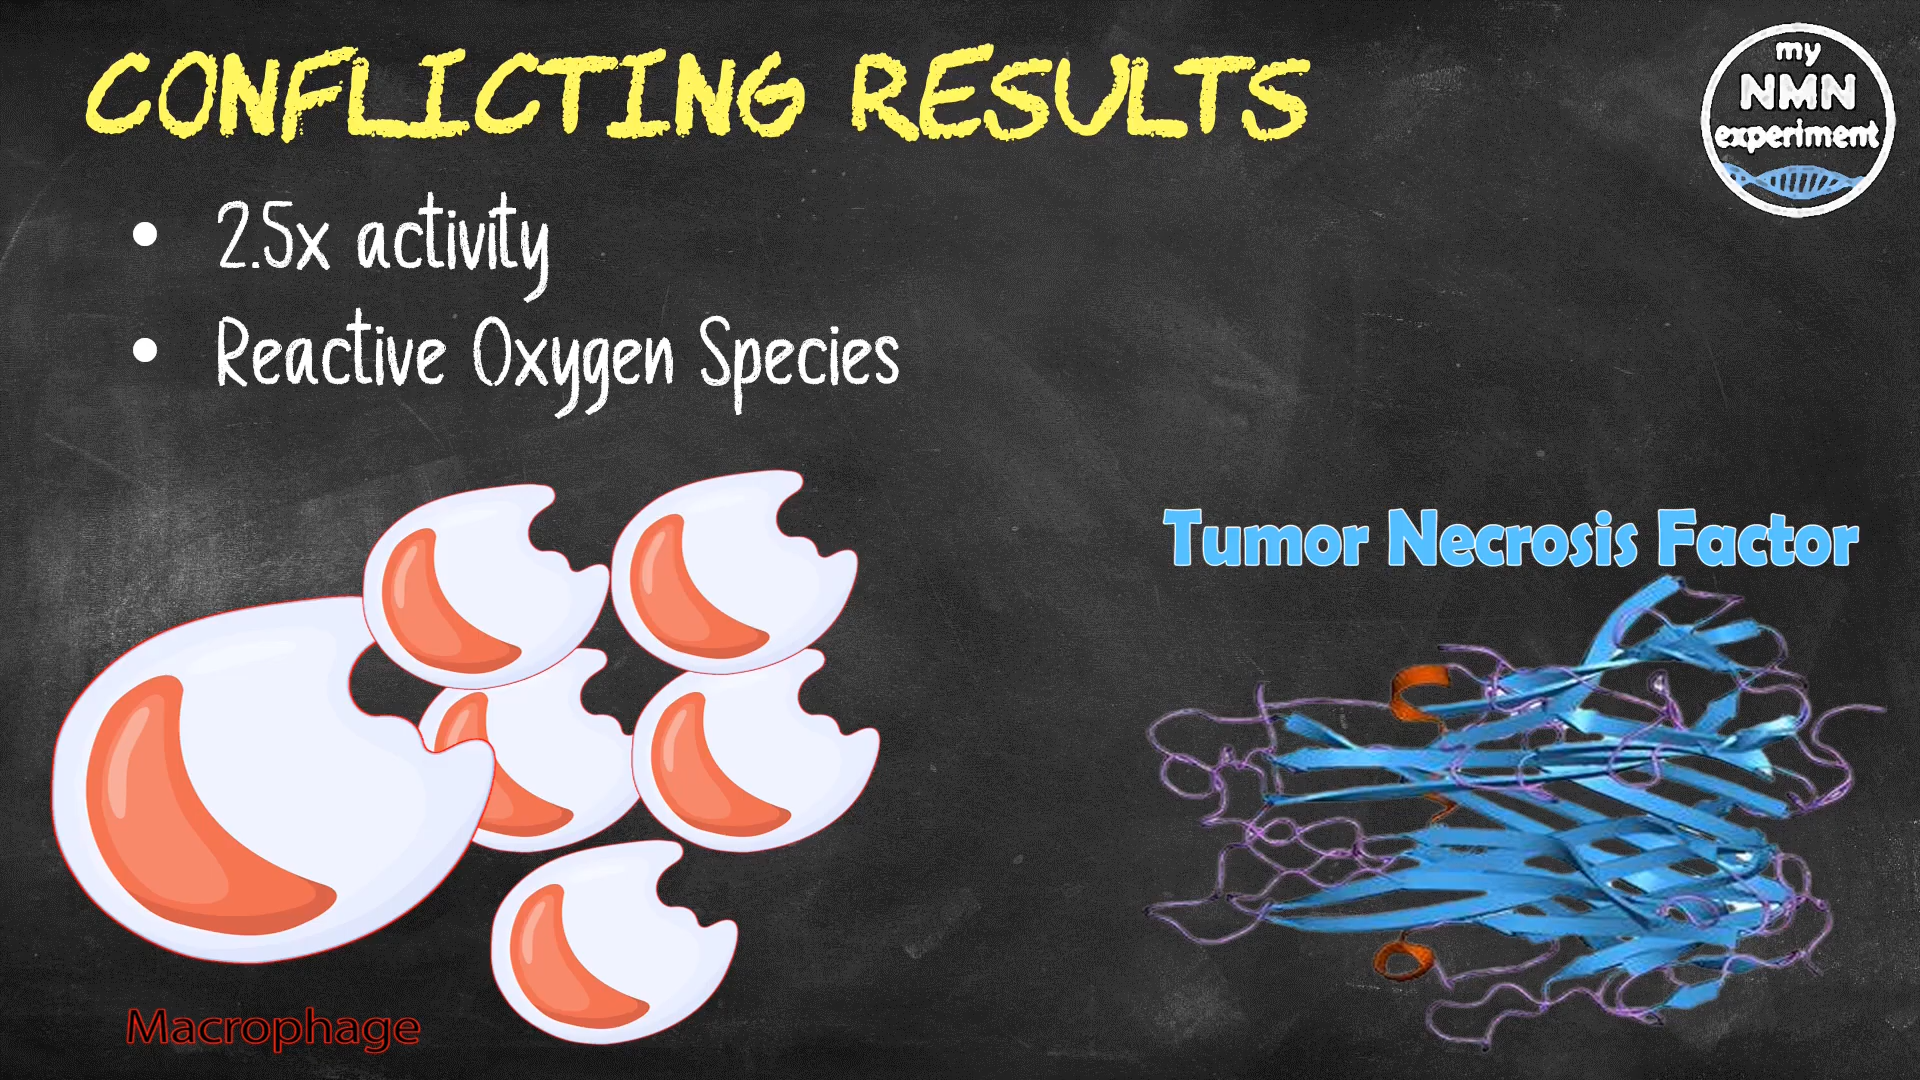 CONFLICTING RESULTS
my
NMN
experiment
• 2.5x activity
• Reactive Oxygen Species
Tumor Necrosis Factor
Macrophage